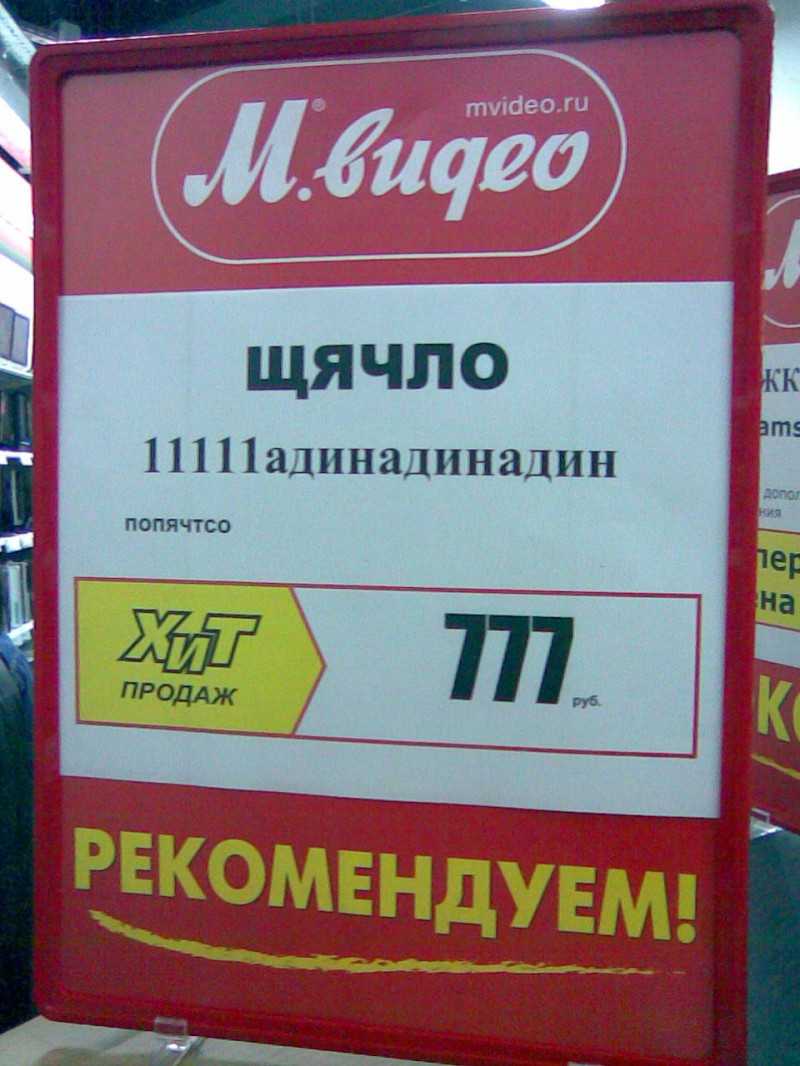 mvideo.ru
М.видео®
ЩЯЧЛО
11111адинадинадин
попячтсо
ХиТ
ПРОДАЖ
777 руб.
РЕКОМЕНДУЕМ!